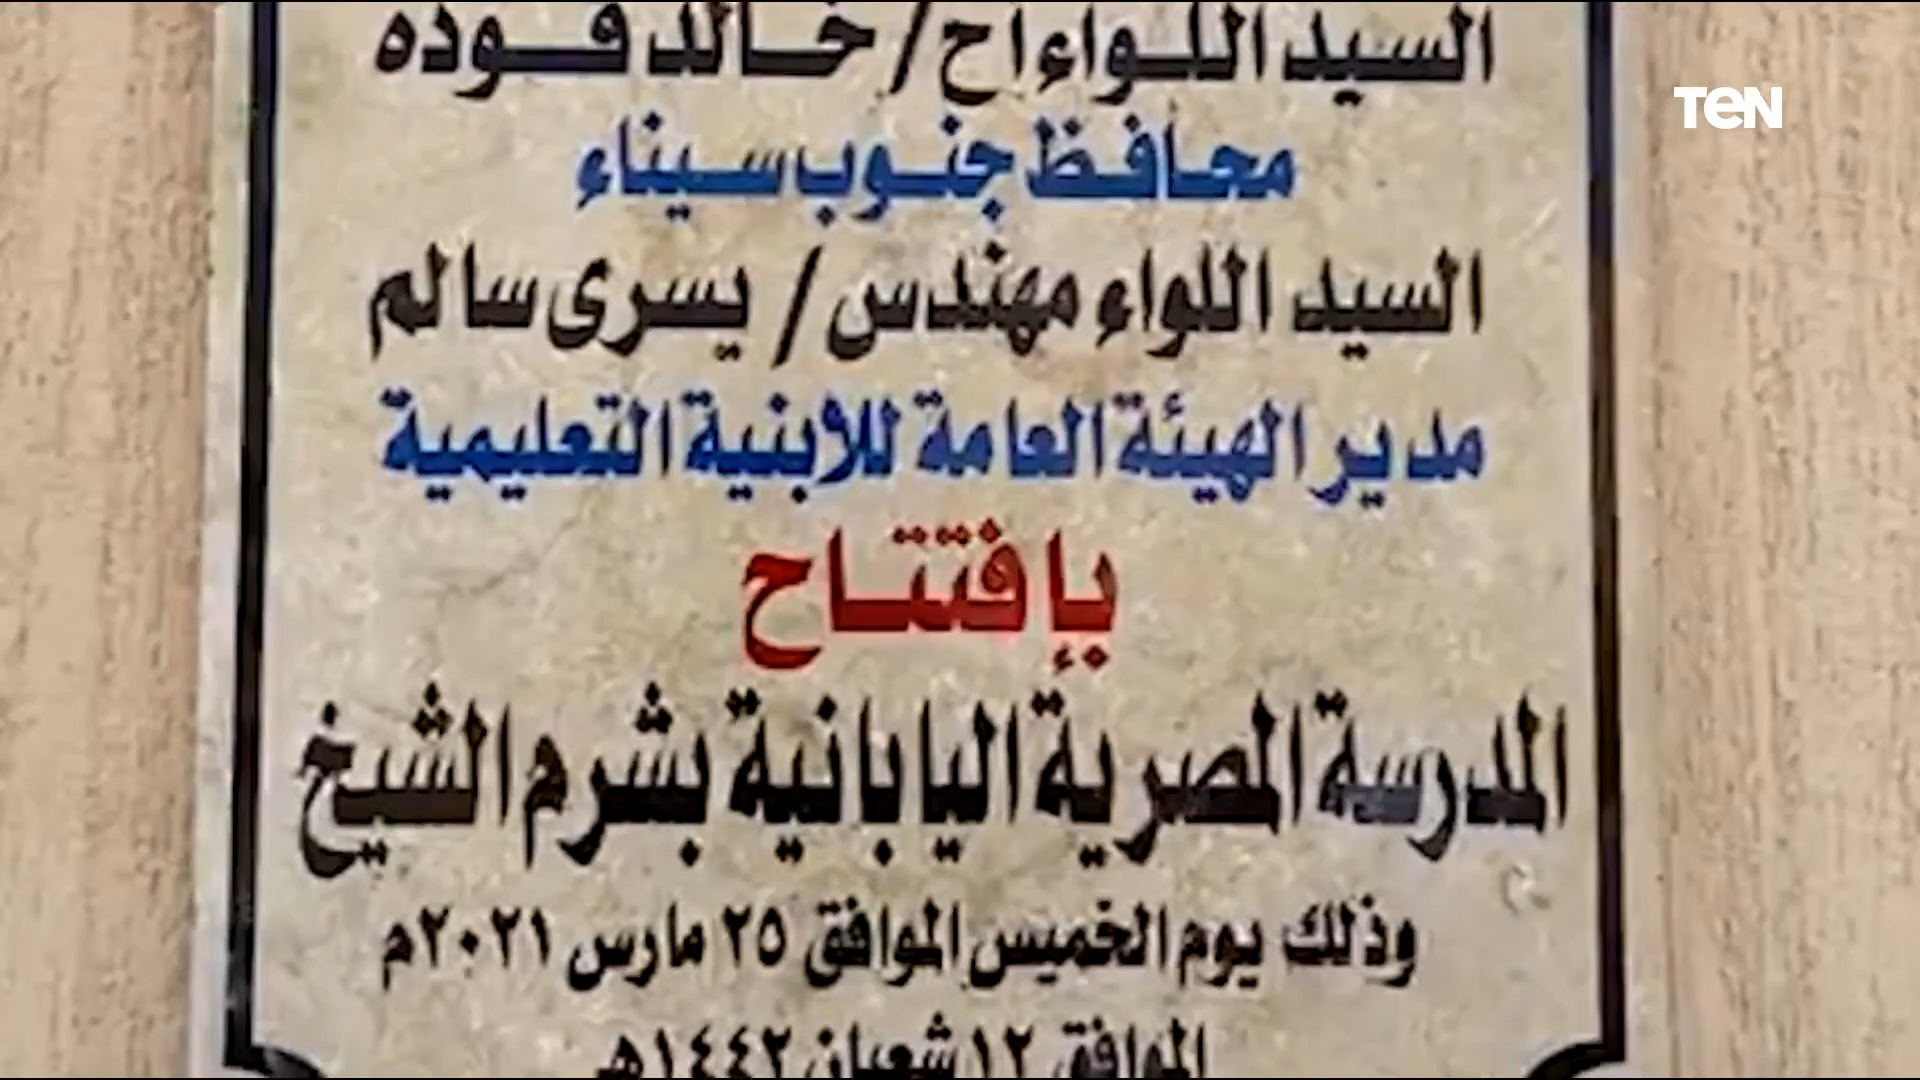 السيد اللواء أح/ خالد فوده
TeN
محافظ جنوب سيناء
السيد اللواء مهندس / يسرى سالم
مدير الهيئة العامة للأبنية التعليمية
بإفتتاح
المدرسة المصرية اليابانية بشرم الشيخ
وذلك يوم الخميس الموافق ٢٥ مارس ٢٠٢١م
الموافق ١٢ شعبان ١٤٤٢هـ